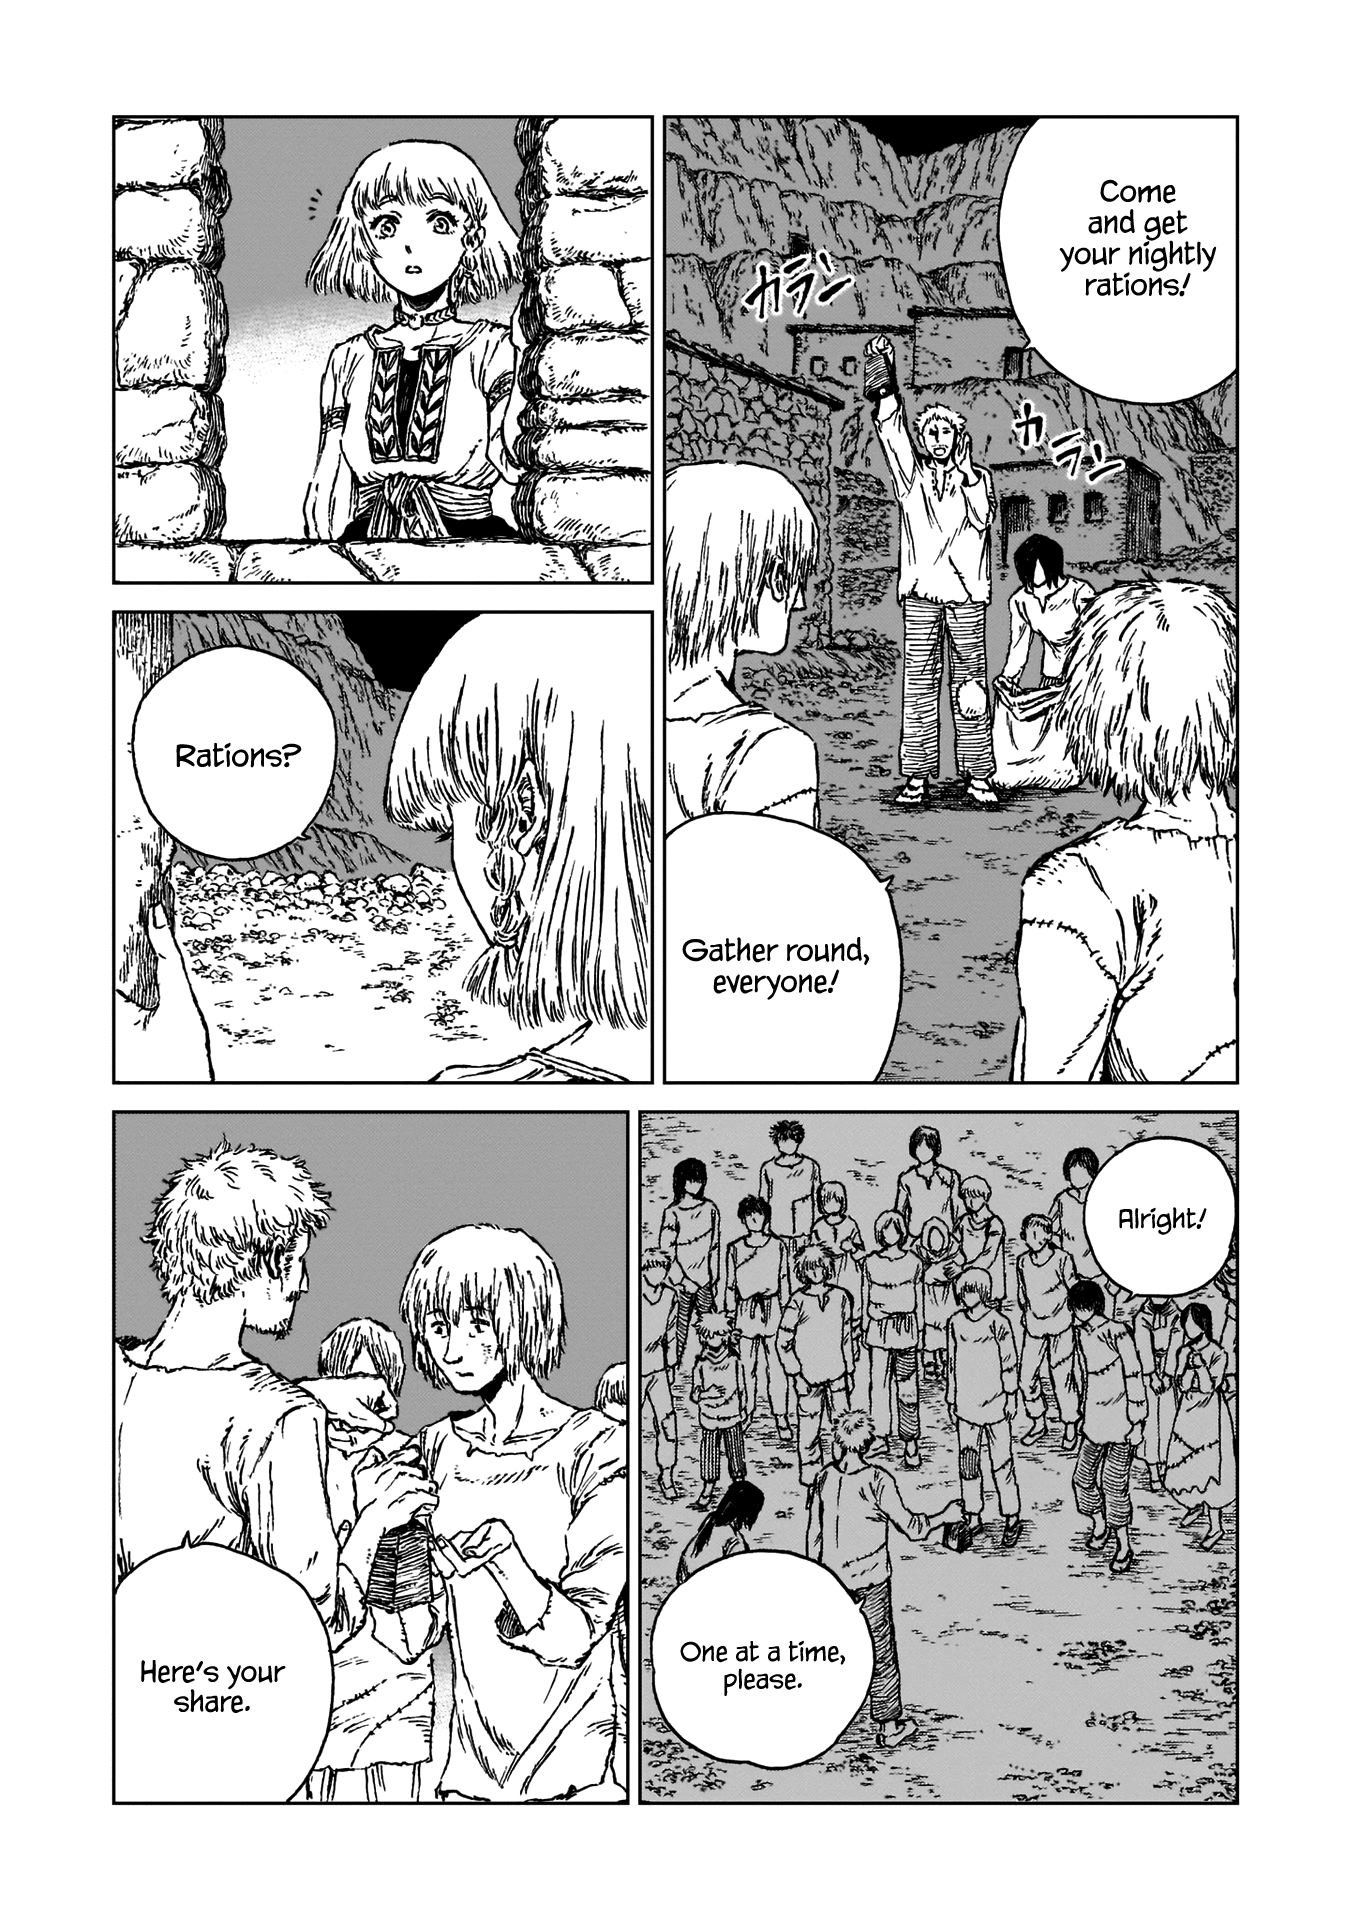 Come
and get
your nightly
rations!
カラン
カラン
Gather round,
everyone!
Rations?
Alright!
One at a time,
please.
Here's your
share.